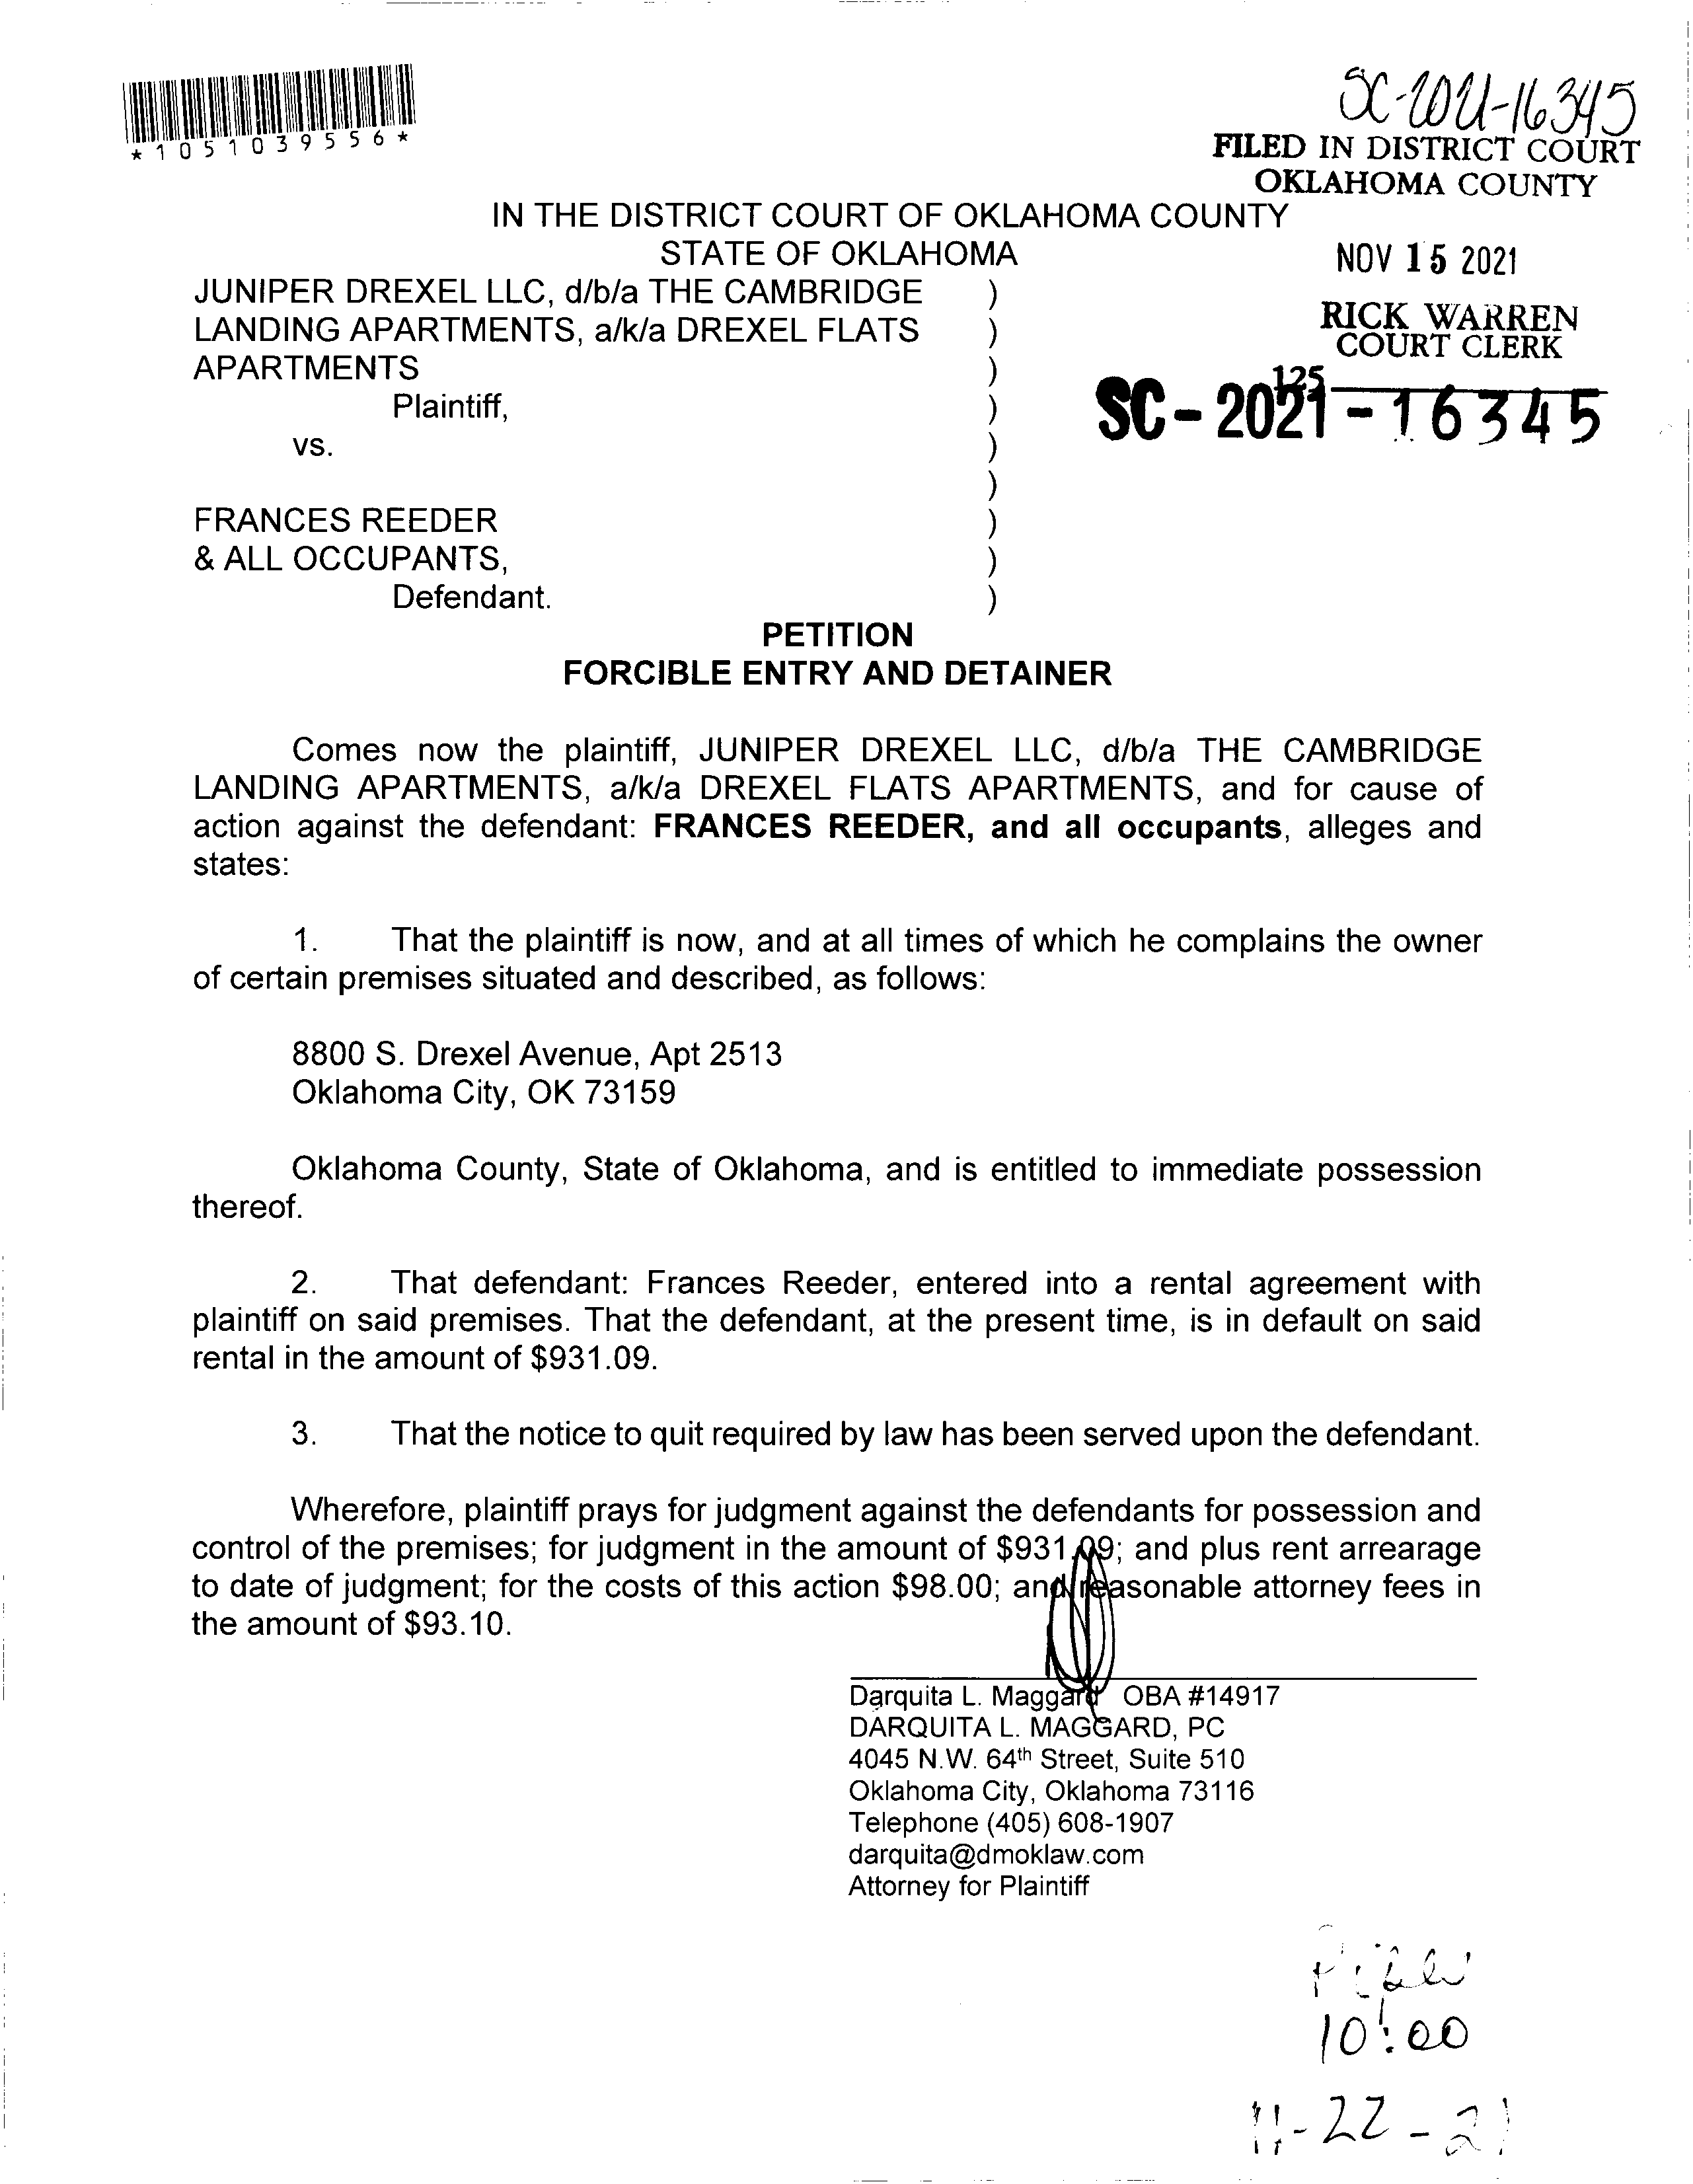 SC-2021-16345
*1051039556*
FILED IN DISTRICT COURT
OKLAHOMA COUNTY
IN THE DISTRICT COURT OF OKLAHOMA COUNTY
STATE OF OKLAHOMA
NOV 15 2021
JUNIPER DREXEL LLC, d/b/a THE CAMBRIDGE )
LANDING APARTMENTS, a/k/a DREXEL FLATS )
APARTMENTS )
RICK WARREN
COURT CLERK
125
Plaintiff, )
SC-2021-16345
vs. )
)
FRANCES REEDER )
& ALL OCCUPANTS, )
Defendant. )
PETITION
FORCIBLE ENTRY AND DETAINER
Comes now the plaintiff, JUNIPER DREXEL LLC, d/b/a THE CAMBRIDGE
LANDING APARTMENTS, a/k/a DREXEL FLATS APARTMENTS, and for cause of
action against the defendant: FRANCES REEDER, and all occupants, alleges and
states:
1. That the plaintiff is now, and at all times of which he complains the owner
of certain premises situated and described, as follows:
8800 S. Drexel Avenue, Apt 2513
Oklahoma City, OK 73159
Oklahoma County, State of Oklahoma, and is entitled to immediate possession
thereof.
2. That defendant: Frances Reeder, entered into a rental agreement with
plaintiff on said premises. That the defendant, at the present time, is in default on said
rental in the amount of $931.09.
3. That the notice to quit required by law has been served upon the defendant.
Wherefore, plaintiff prays for judgment against the defendants for possession and
control of the premises; for judgment in the amount of $931.09; and plus rent arrearage
to date of judgment; for the costs of this action $98.00; and reasonable attorney fees in
the amount of $93.10.
Darquita L. Maggard OBA #14917
DARQUITA L. MAGGARD, PC
4045 N.W. 64th Street, Suite 510
Oklahoma City, Oklahoma 73116
Telephone (405) 608-1907
darquita@dmoklaw.com
Attorney for Plaintiff
10:00
11-22-21